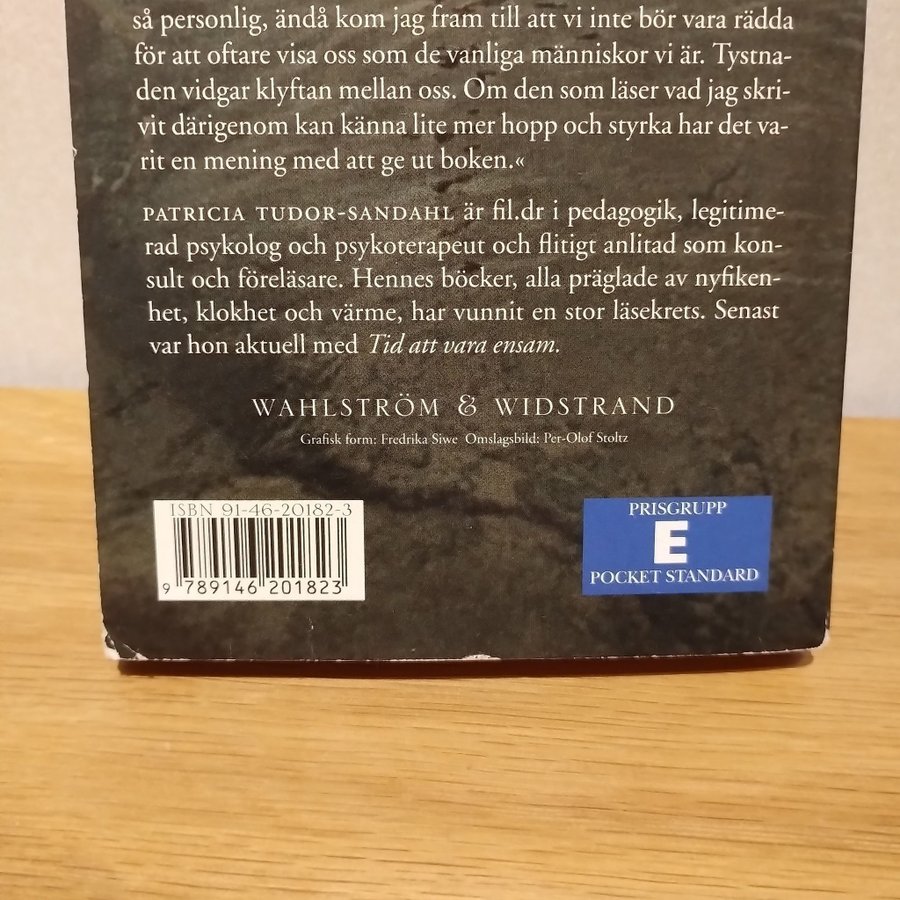 så personlig, ändå kom jag fram till att vi inte bör vara rädda
för att oftare visa oss som de vanliga människor vi är. Tystna-
den vidgar klyftan mellan oss. Om den som läser vad jag skri-
vit därigenom kan känna lite mer hopp och styrka har det va-
rit en mening med att ge ut boken.«
PATRICIA TUDOR-SANDAHL är fil.dr i pedagogik, legitime-
rad psykolog och psykoterapeut och flitigt anlitad som kon-
sult och föreläsare. Hennes böcker, alla präglade av nyfiken-
het, klokhet och värme, har vunnit en stor läsekrets. Senast
var hon aktuell med Tid att vara ensam.
WAHLSTRÖM & WIDSTRAND
Grafisk form: Fredrika Siwe Omslagsbild: Per-Olof Stoltz
ISBN 91-46-20182-3
9 789146 201823
PRISGRUPP
E
POCKET STANDARD